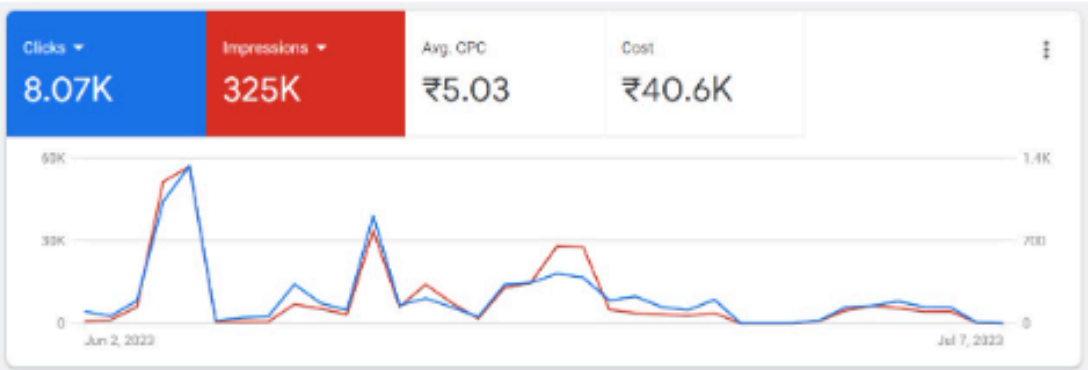 Clicks
8.07K
Impressions
325K
Avg. CPC
₹5.03
Cost
₹40.6K
60K
1.4K
30K
700
0
0
Jun 2, 2023
Jul 7, 2023